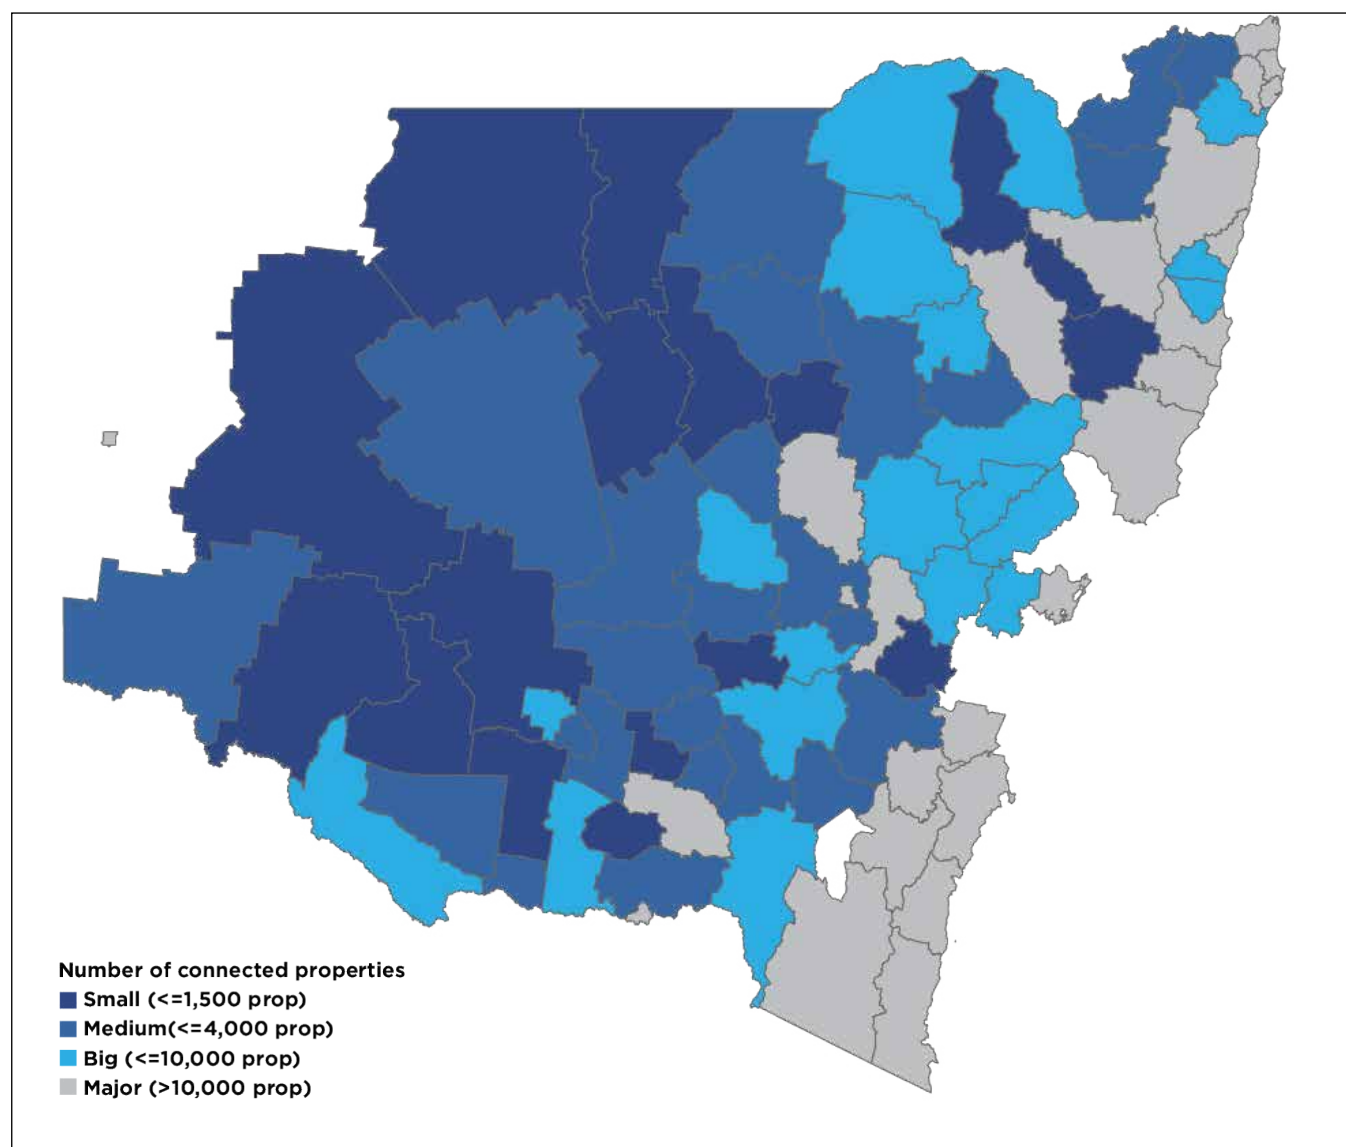 Number of connected properties
Small (<=1,500 prop)
Medium(<=4,000 prop)
Big (<=10,000 prop)
Major (>10,000 prop)